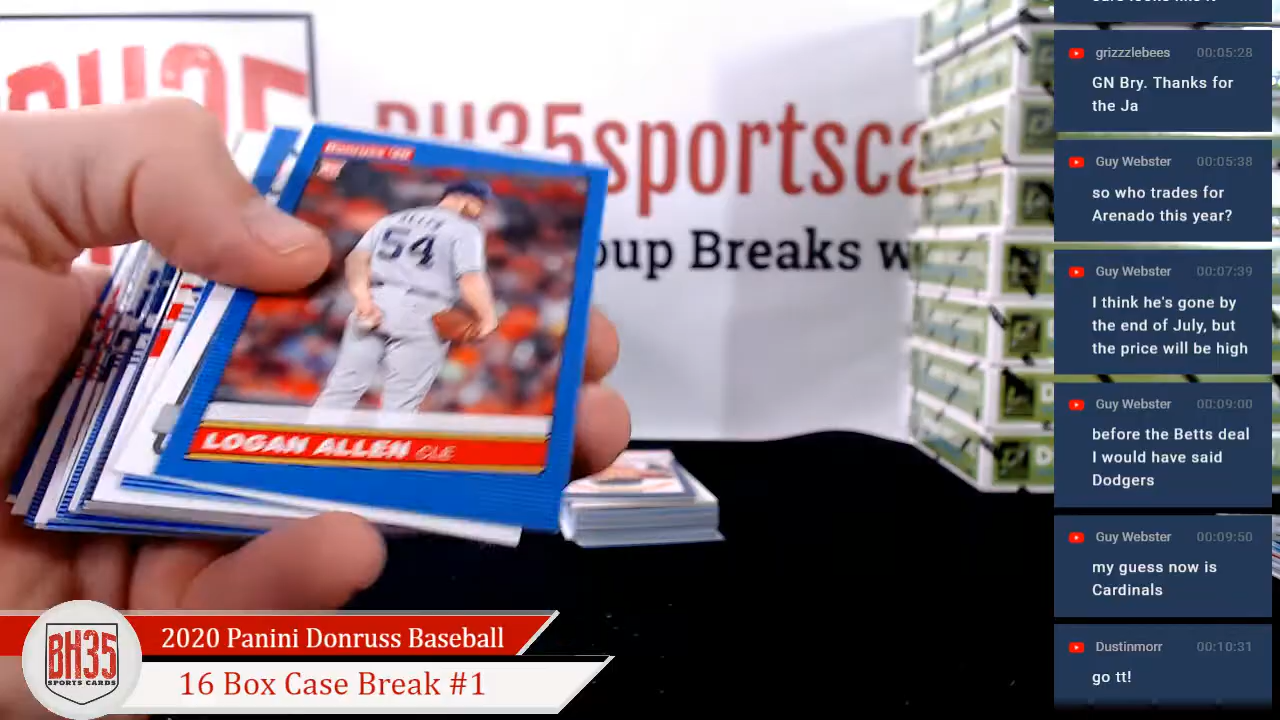 BH35sportsca
oup Breaks w
Donruss '86
ALLEN
54
LOGAN ALLEN CLE
grizzzlebees 00:05:28
GN Bry. Thanks for
the Ja
Guy Webster 00:05:38
so who trades for
Arenado this year?
Guy Webster 00:07:39
I think he's gone by
the end of July, but
the price will be high
Guy Webster 00:09:00
before the Betts deal
I would have said
Dodgers
Guy Webster 00:09:50
my guess now is
Cardinals
Dustinmorr 00:10:31
go tt!
BH35
SPORTS CARDS
2020 Panini Donruss Baseball
16 Box Case Break #1